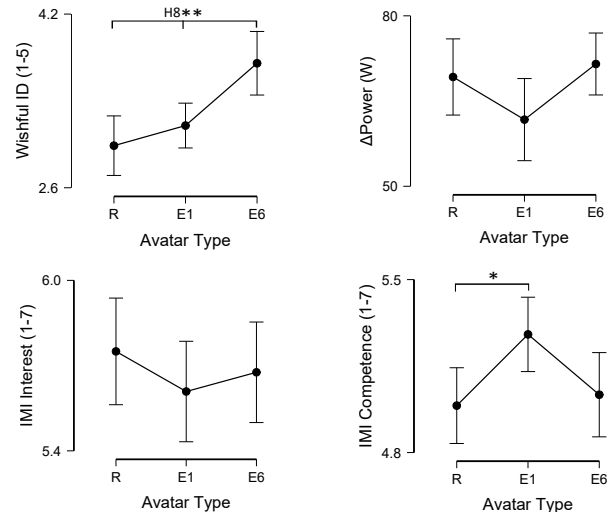 4.2
H8**
Wishful ID (1-5)
2.6
R E1 E6
Avatar Type
80
ΔPower (W)
50
R E1 E6
Avatar Type
6.0
IMI Interest (1-7)
5.4
R E1 E6
Avatar Type
5.5
*
IMI Competence (1-7)
4.8
R E1 E6
Avatar Type